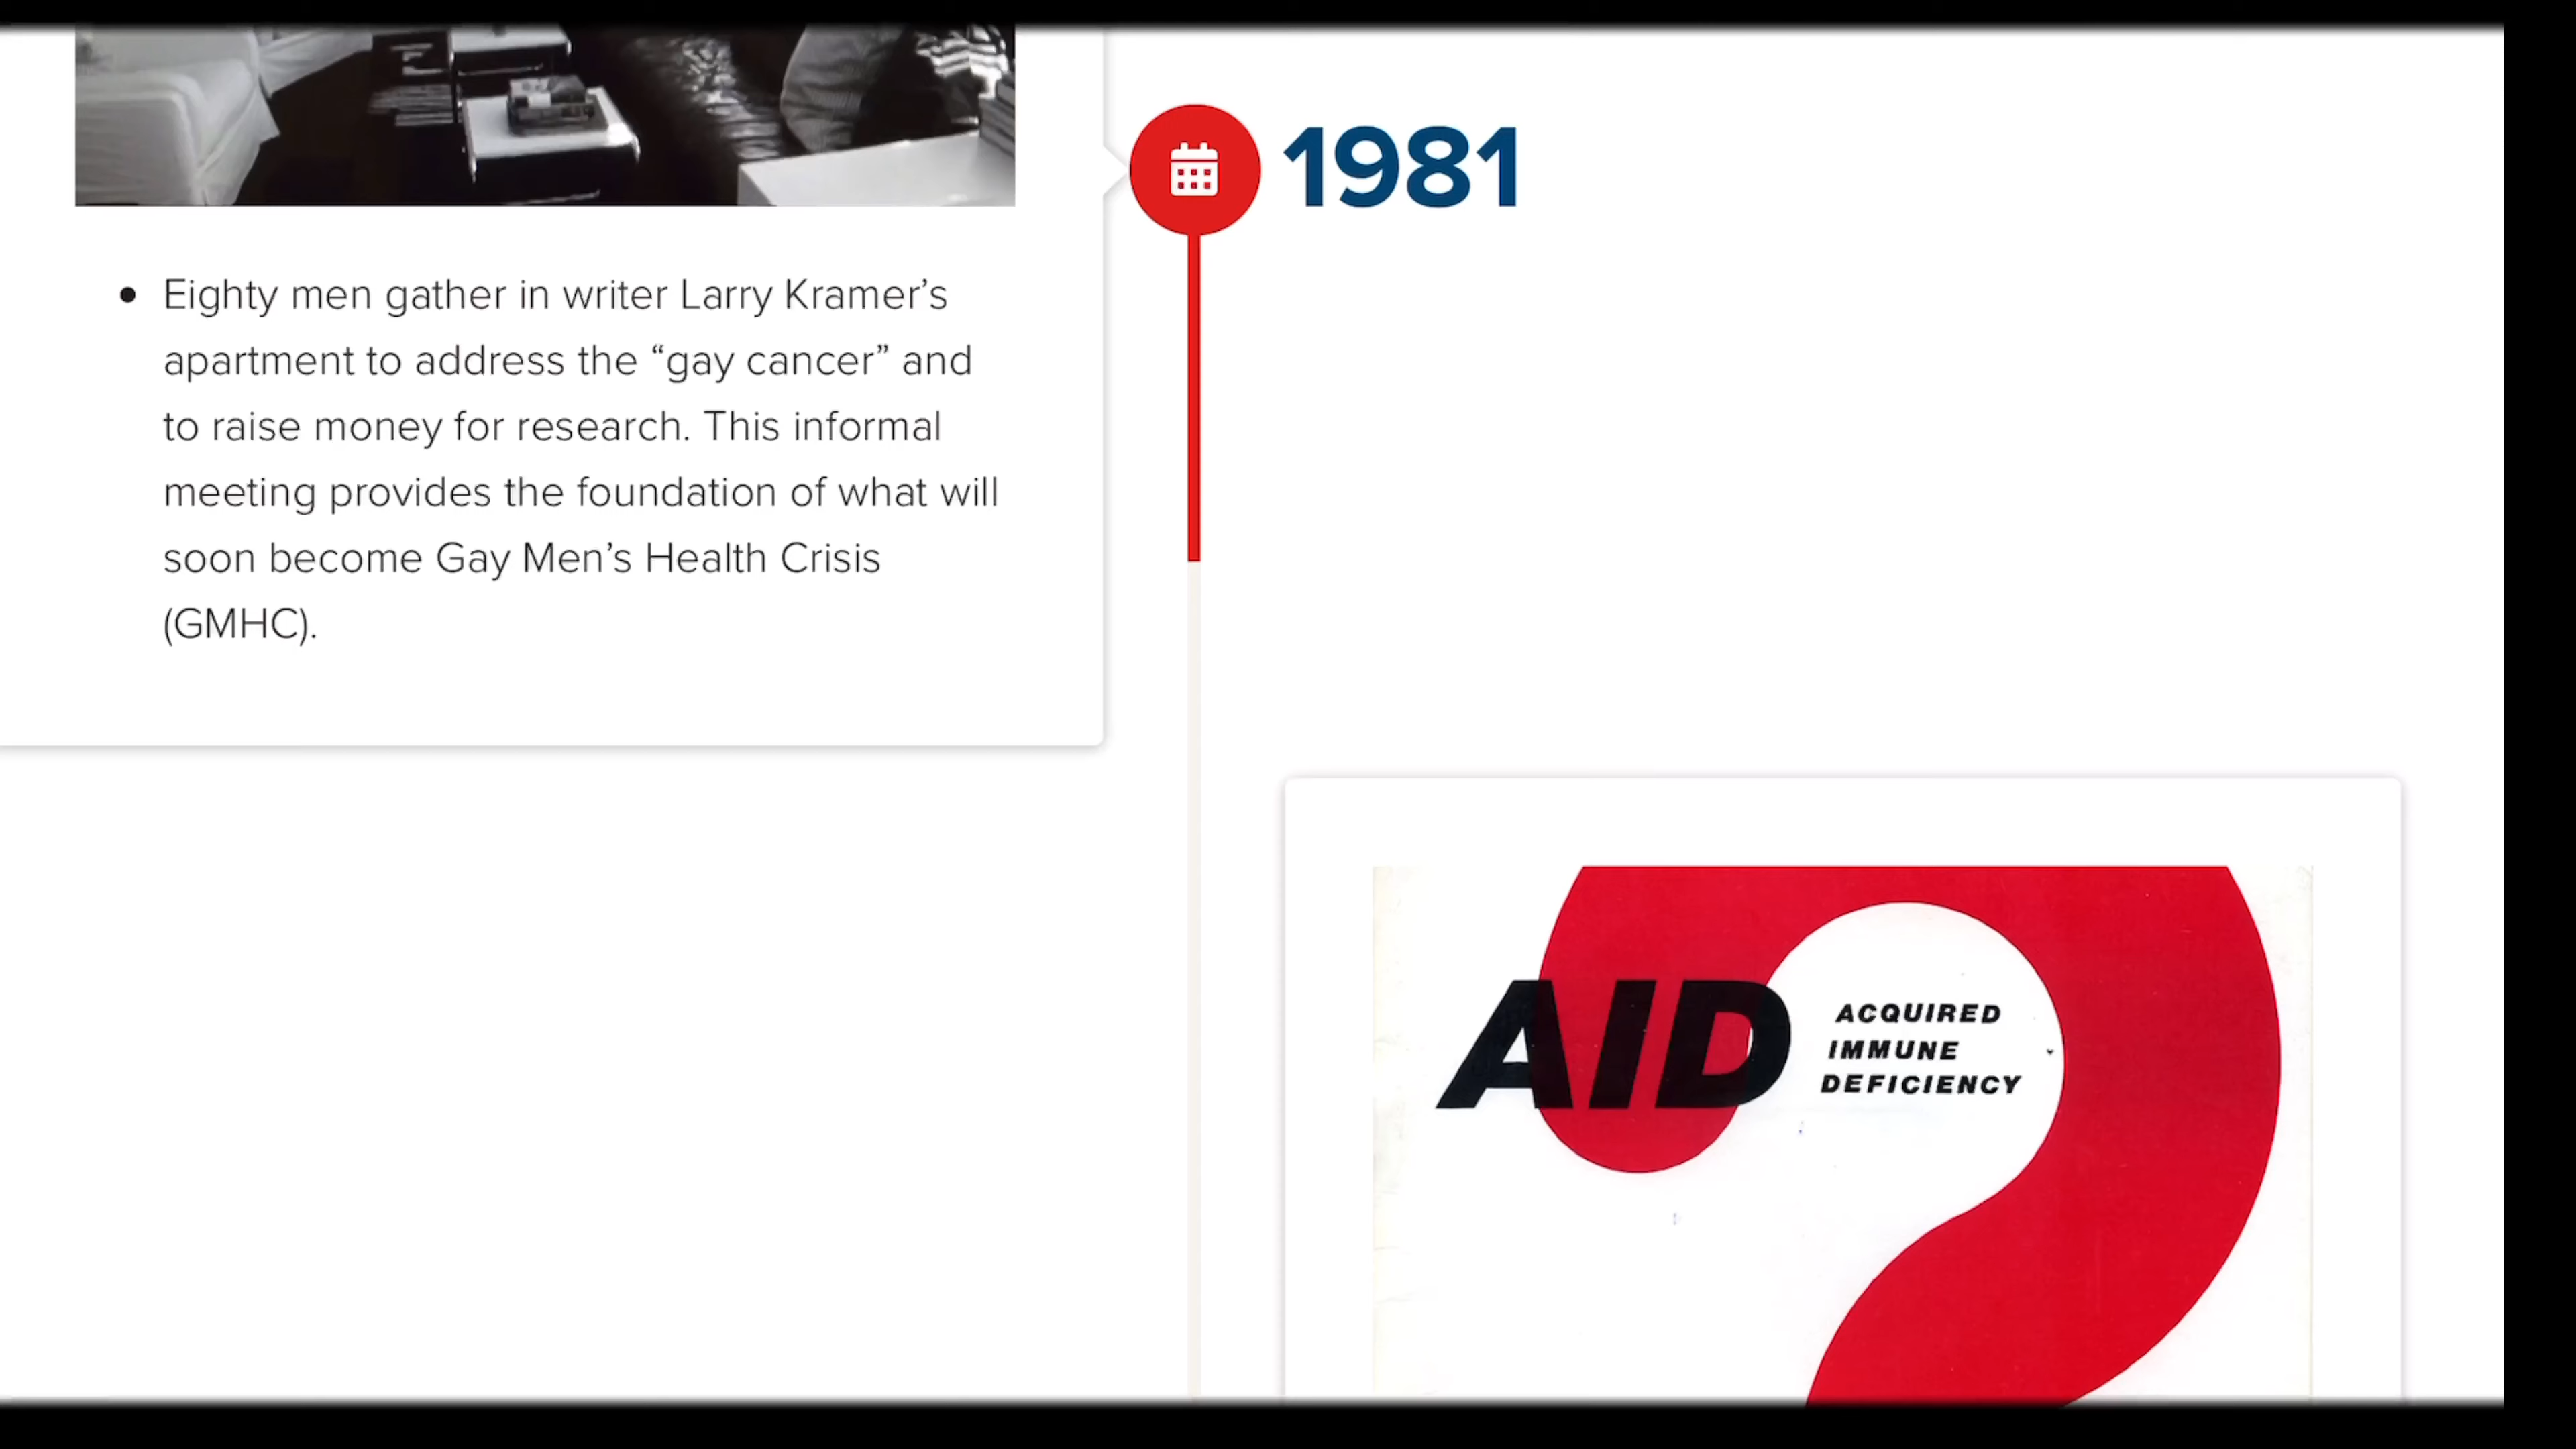 1981
Eighty men gather in writer Larry Kramer’s
apartment to address the “gay cancer” and
to raise money for research. This informal
meeting provides the foundation of what will
soon become Gay Men’s Health Crisis
(GMHC).
AID
ACQUIRED
IMMUNE
DEFICIENCY